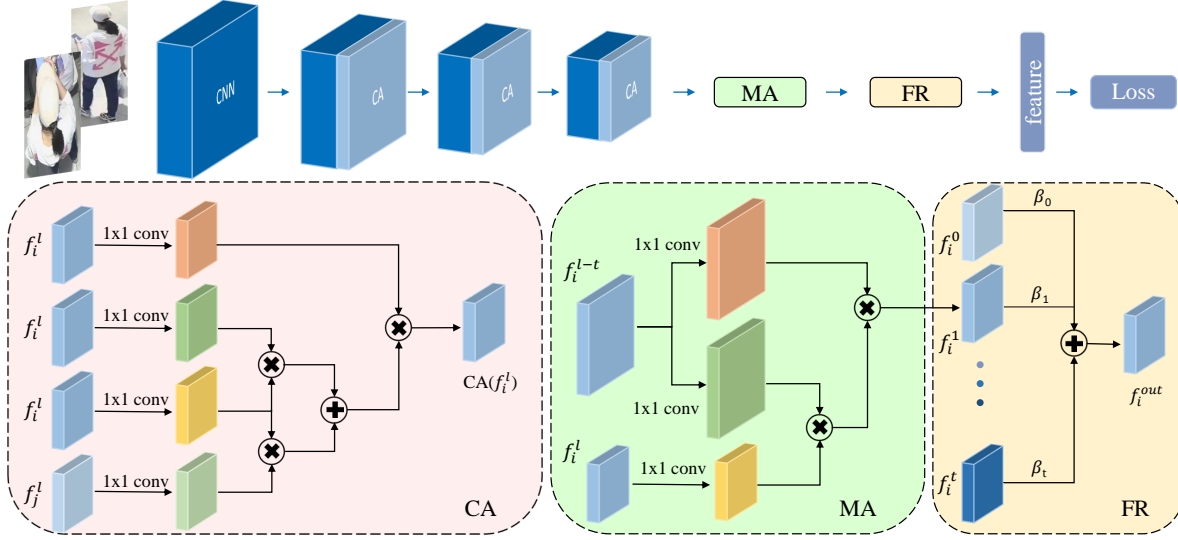 CNN
CA
CA
CA
MA
FR
feature
Loss
f_i^l
1x1 conv
f_i^l
1x1 conv
f_i^l
1x1 conv
f_j^l
1x1 conv
CA(f_i^l)
CA
f_i^{l-t}
1x1 conv
1x1 conv
f_i^l
1x1 conv
MA
f_i^0
β_0
f_i^1
β_1
f_i^t
β_t
f_i^{out}
FR